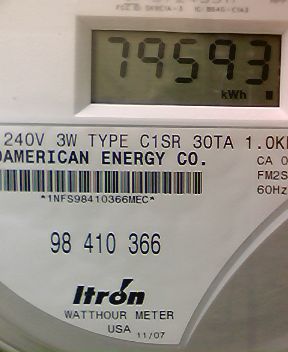 79593
kWh
240V 3W TYPE C1SR 30TA 1.0K
AMERICAN ENERGY CO.
CA 0
FM2S
60Hz
*1NFS98410366MEC*
98 410 366
Itron
WATTHOUR METER
USA 11/07